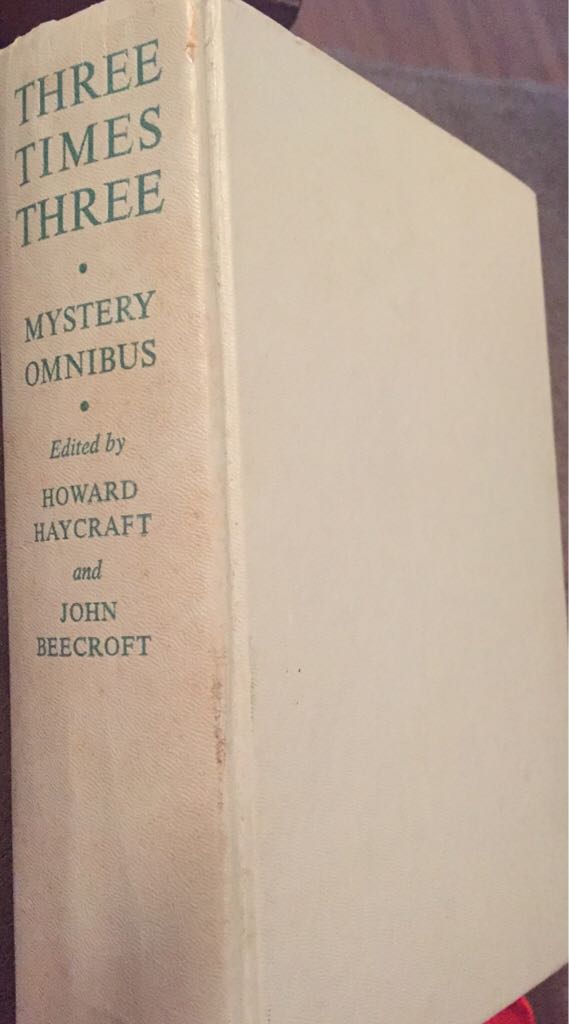 THREE
TIMES
THREE
•
MYSTERY
OMNIBUS
•
Edited by
HOWARD
HAYCRAFT
and
JOHN
BEECROFT